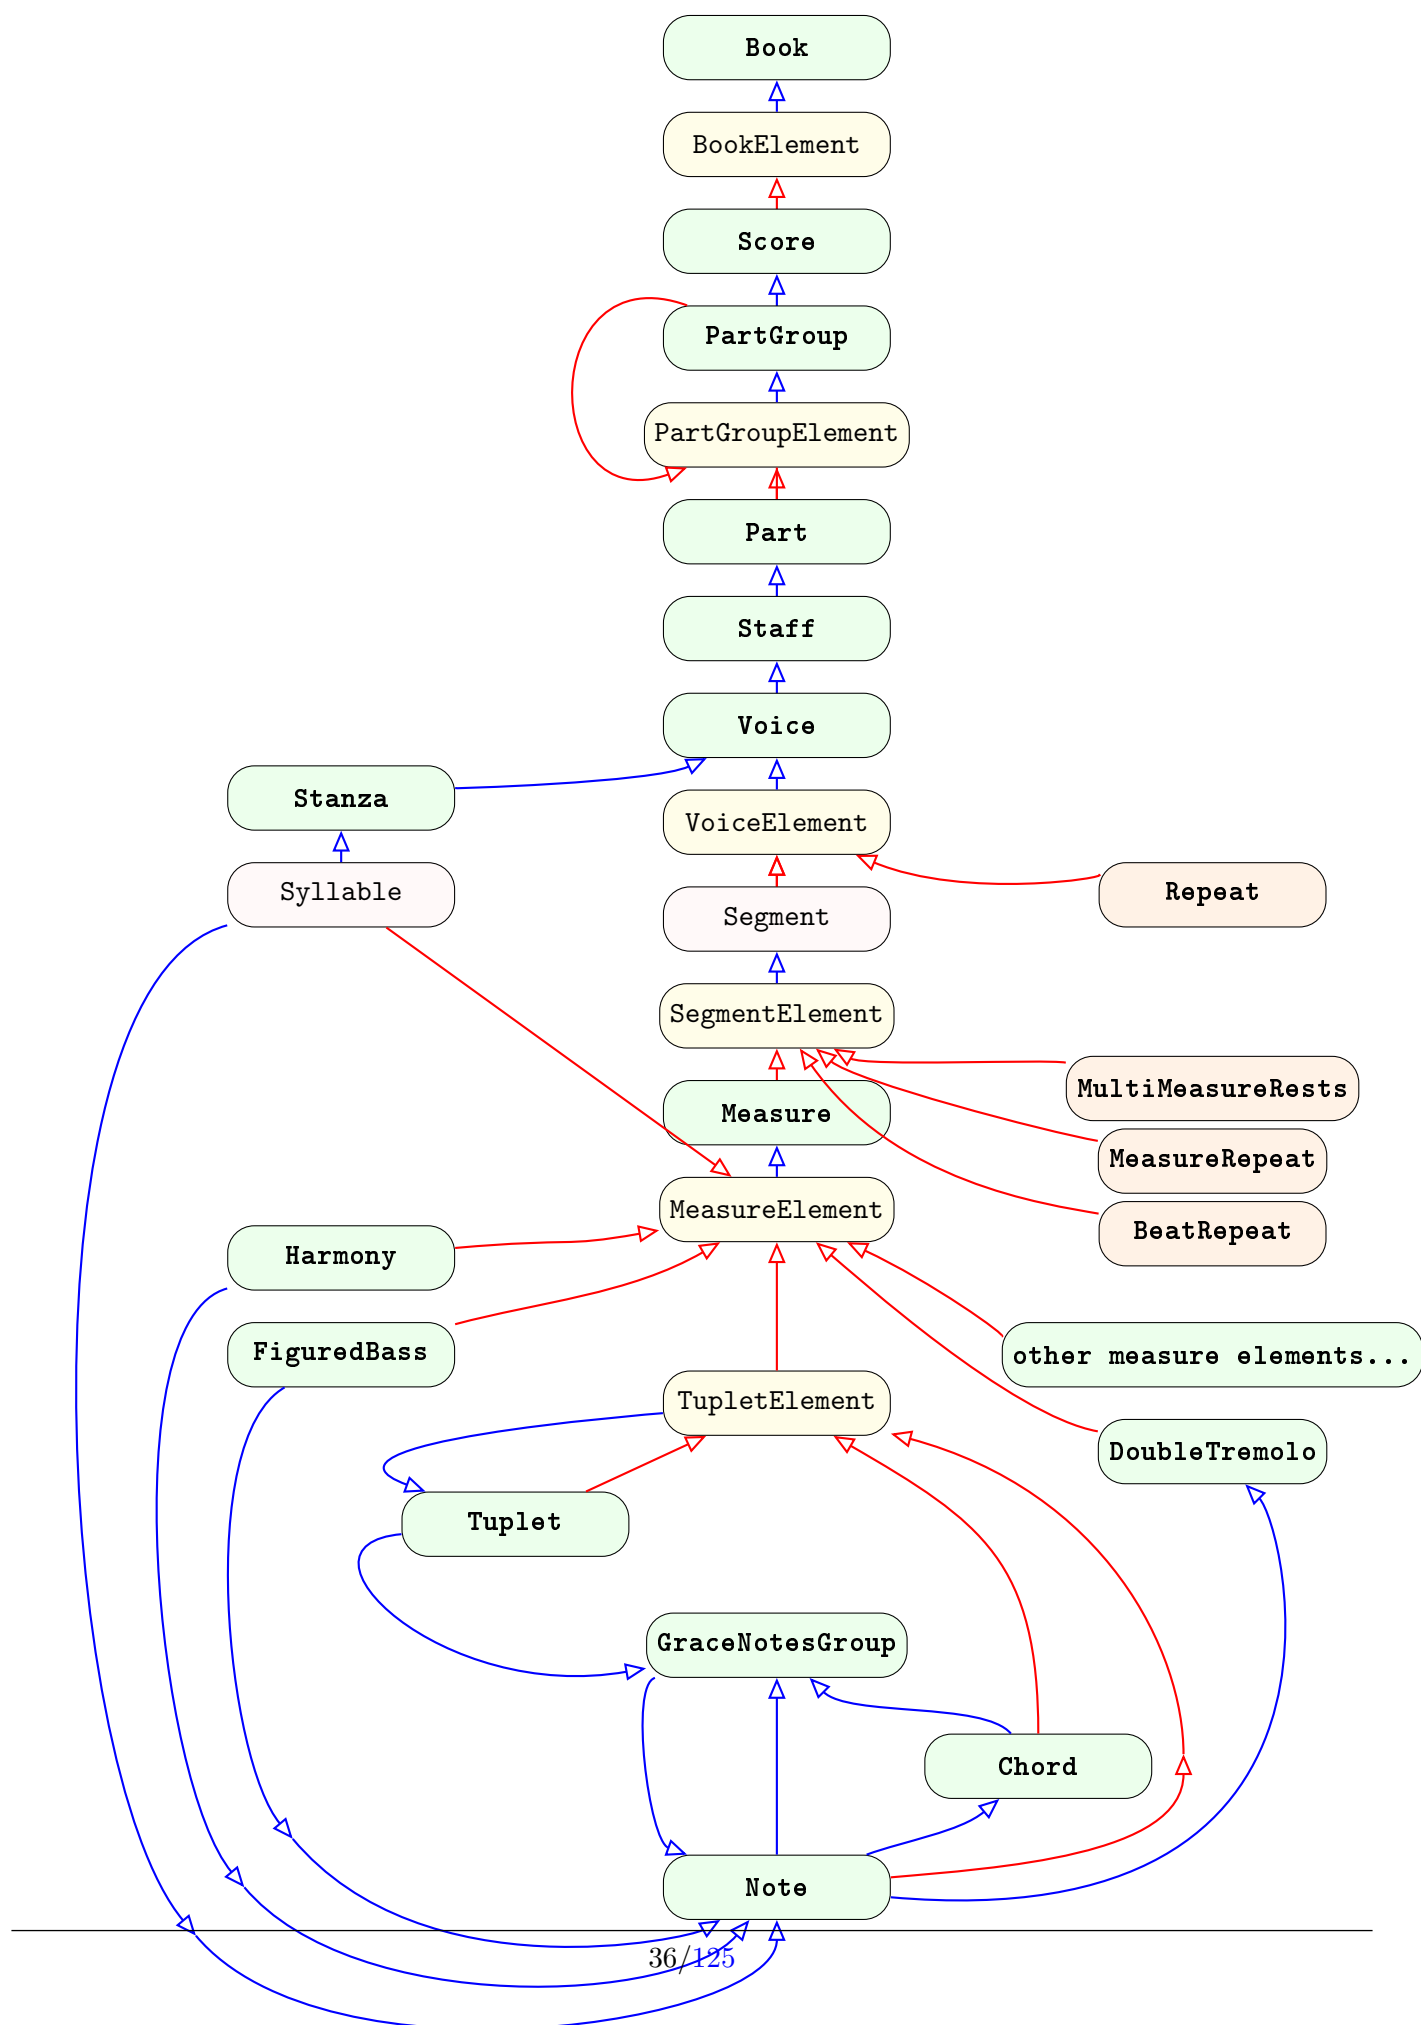 Book
BookElement
Score
PartGroup
PartGroupElement
Part
Staff
Voice
Stanza
VoiceElement
Syllable
Repeat
Segment
SegmentElement
MultiMeasureRests
Measure
MeasureRepeat
MeasureElement
BeatRepeat
Harmony
FiguredBass
other measure elements...
TupletElement
DoubleTremolo
Tuplet
GraceNotesGroup
Chord
Note
36/125